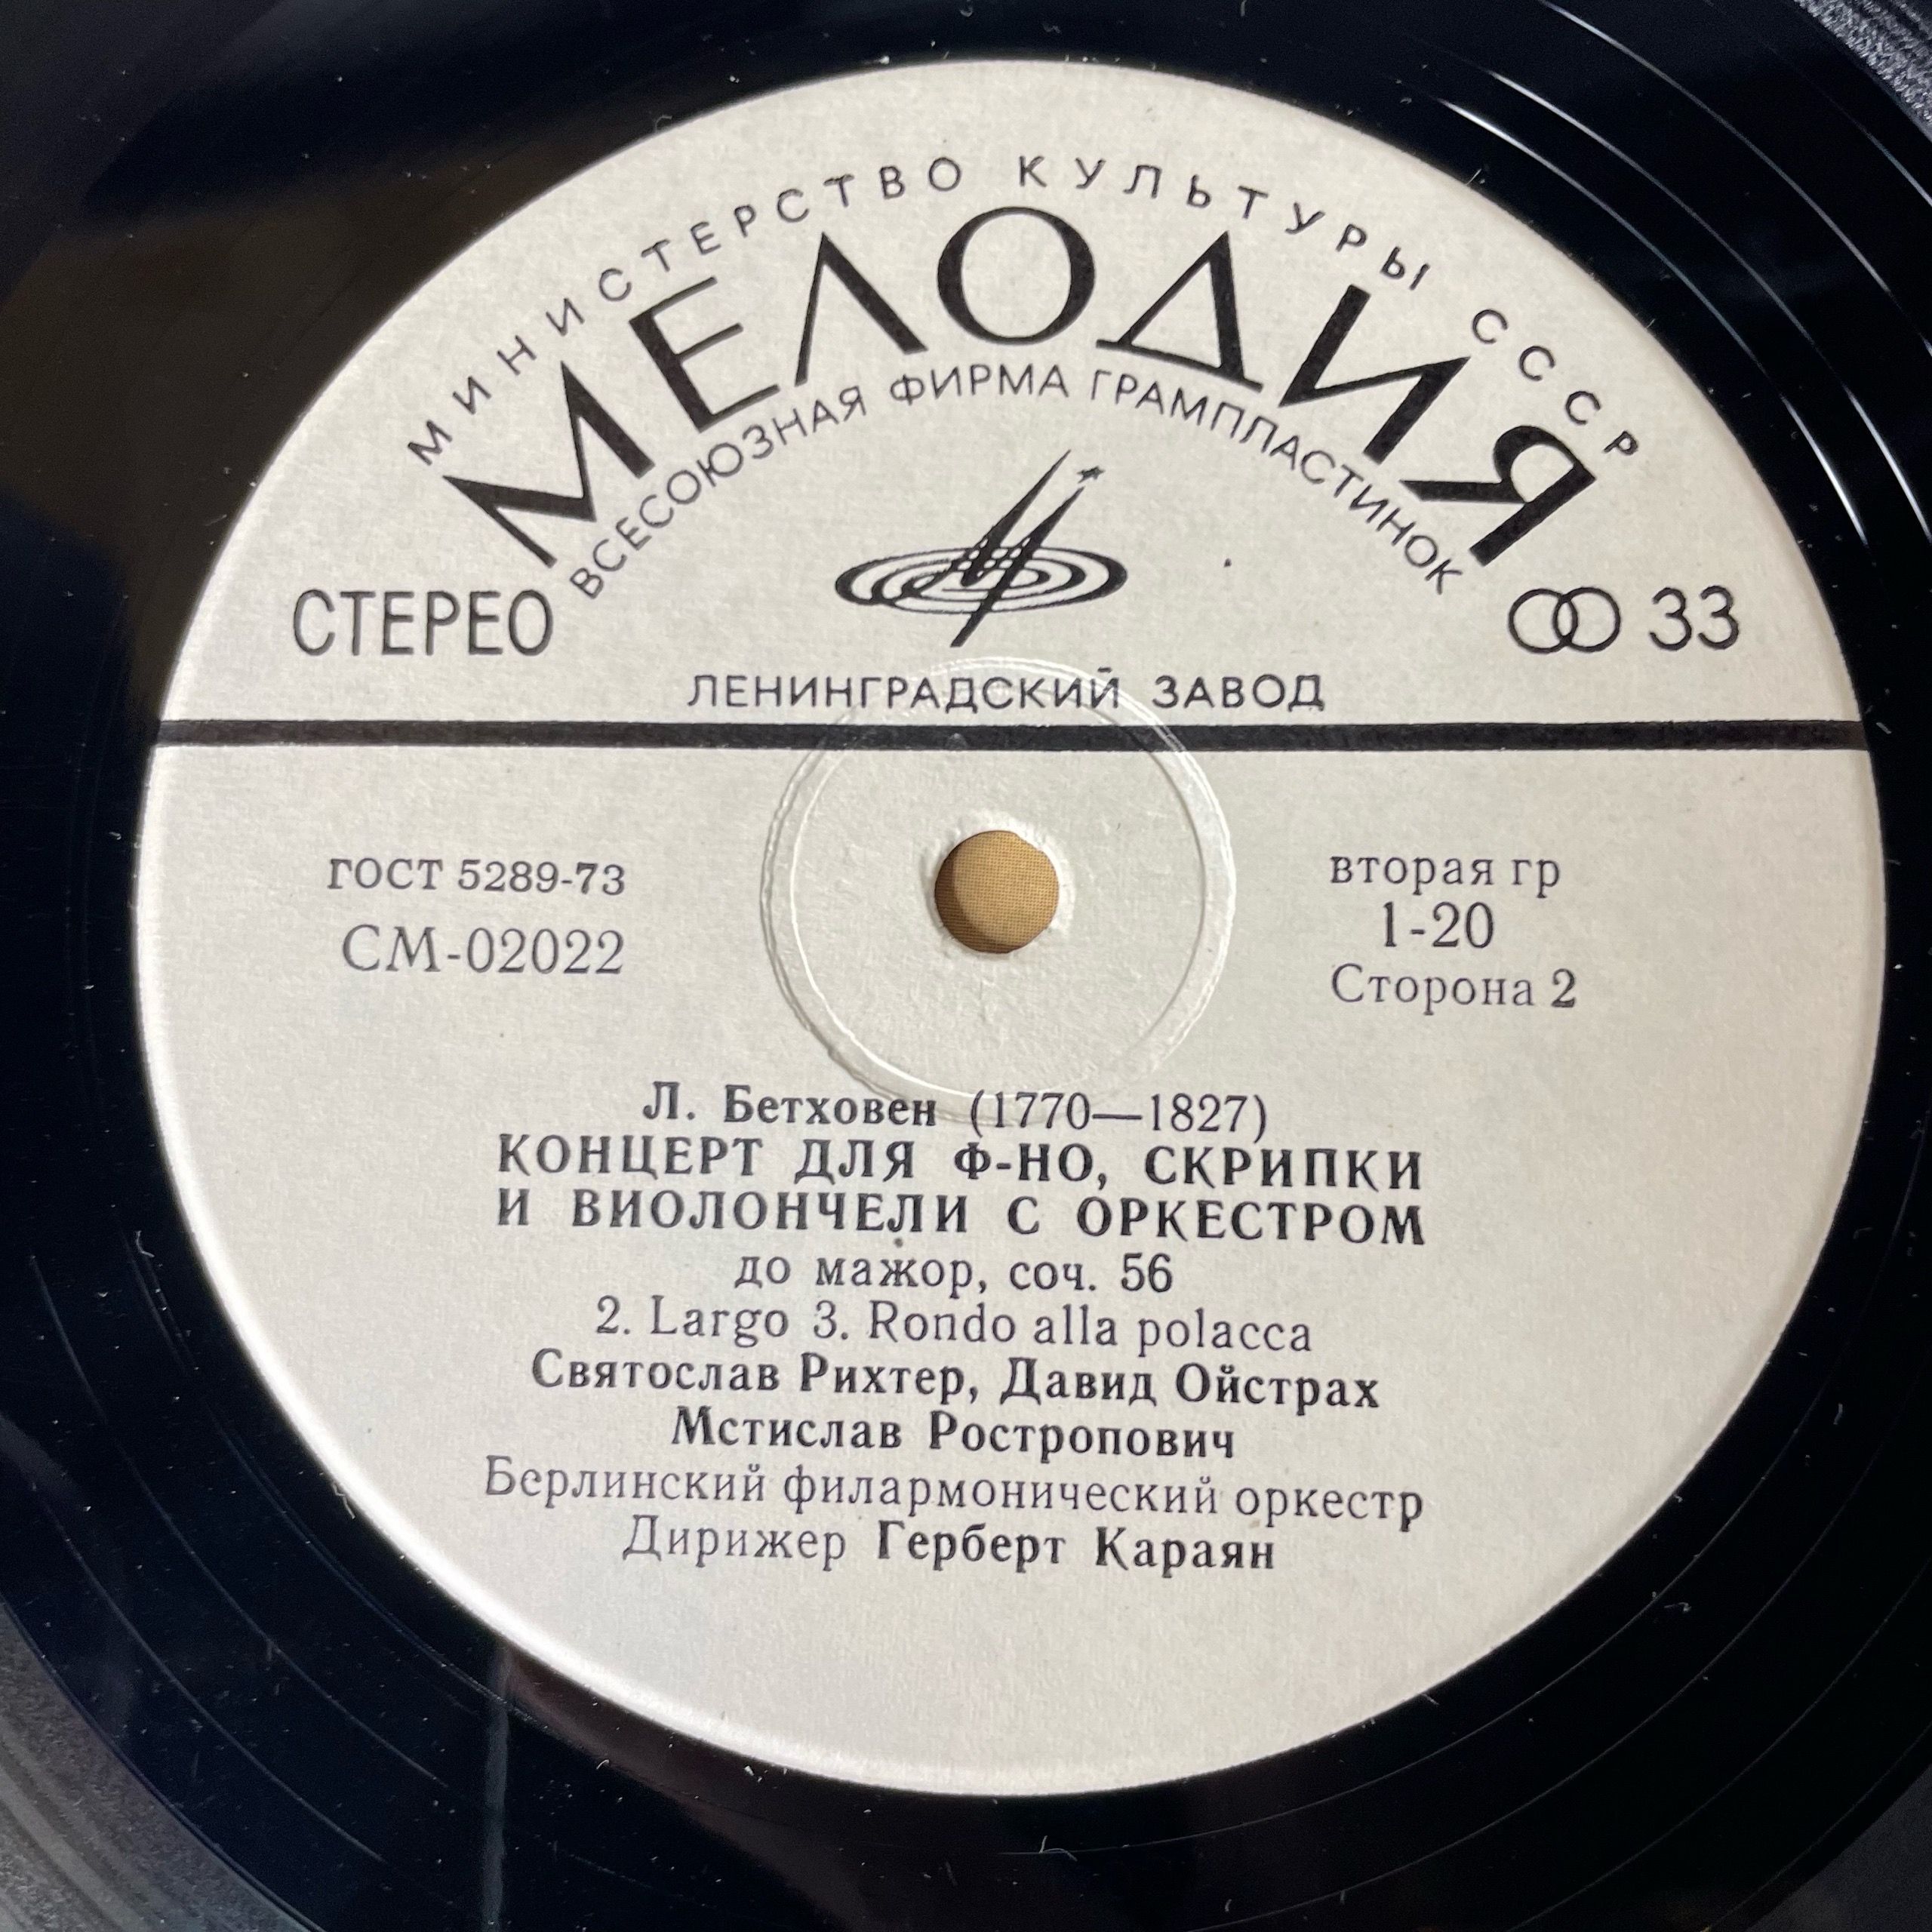 МИНИСТЕРСТВО КУЛЬТУРЫ СССР
МЕЛОДИЯ
ВСЕСОЮЗНАЯ ФИРМА ГРАМПЛАСТИНОК
СТЕРЕО
33
ЛЕНИНГРАДСКИЙ ЗАВОД
ГОСТ 5289-73
СМ-02022
вторая гр
1-20
Сторона 2
Л. Бетховен (1770—1827)
КОНЦЕРТ ДЛЯ Ф-НО, СКРИПКИ
И ВИОЛОНЧЕЛИ С ОРКЕСТРОМ
до мажор, соч. 56
2. Largo 3. Rondo alla polacca
Святослав Рихтер, Давид Ойстрах
Мстислав Ростропович
Берлинский филармонический оркестр
Дирижер Герберт Караян